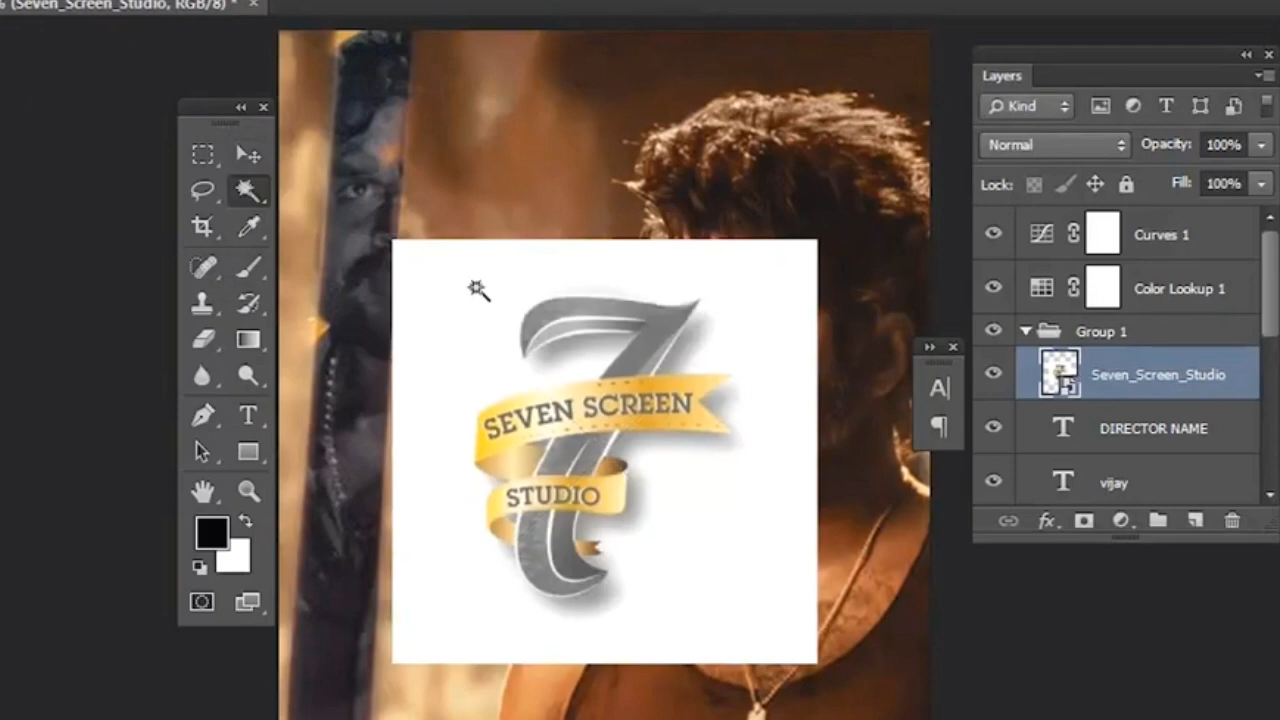 % (Seven_Screen_Studio, RGB/8) *
Layers
Kind
Normal
Opacity: 100%
Lock:
Fill: 100%
Curves 1
Color Lookup 1
Group 1
Seven_Screen_Studio
DIRECTOR NAME
vijay
7
SEVEN SCREEN
STUDIO